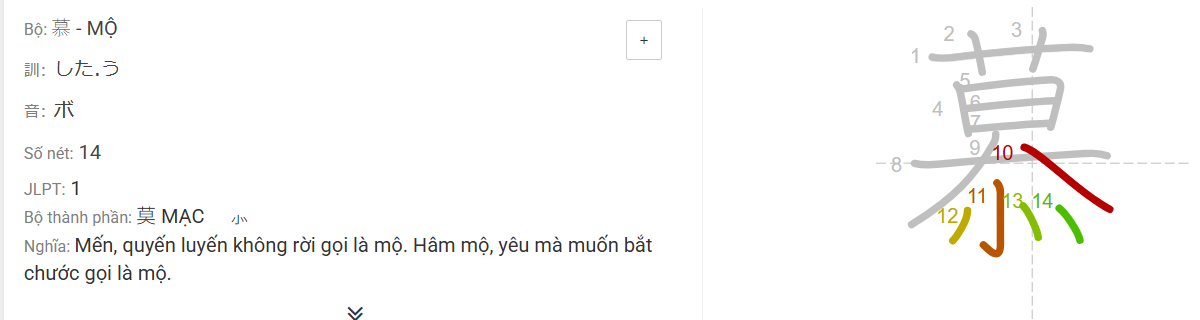 Bộ: 慕 - MỘ
訓: した.う
音: ボ
Số nét: 14
JLPT: 1
Bộ thành phần: 莫 MẠC ⺗
Nghĩa: Mến, quyến luyến không rời gọi là mộ. Hâm mộ, yêu mà muốn bắt
chước gọi là mộ.
+
慕
1
2
3
4
5
6
7
8
9
10
11
12
13
14